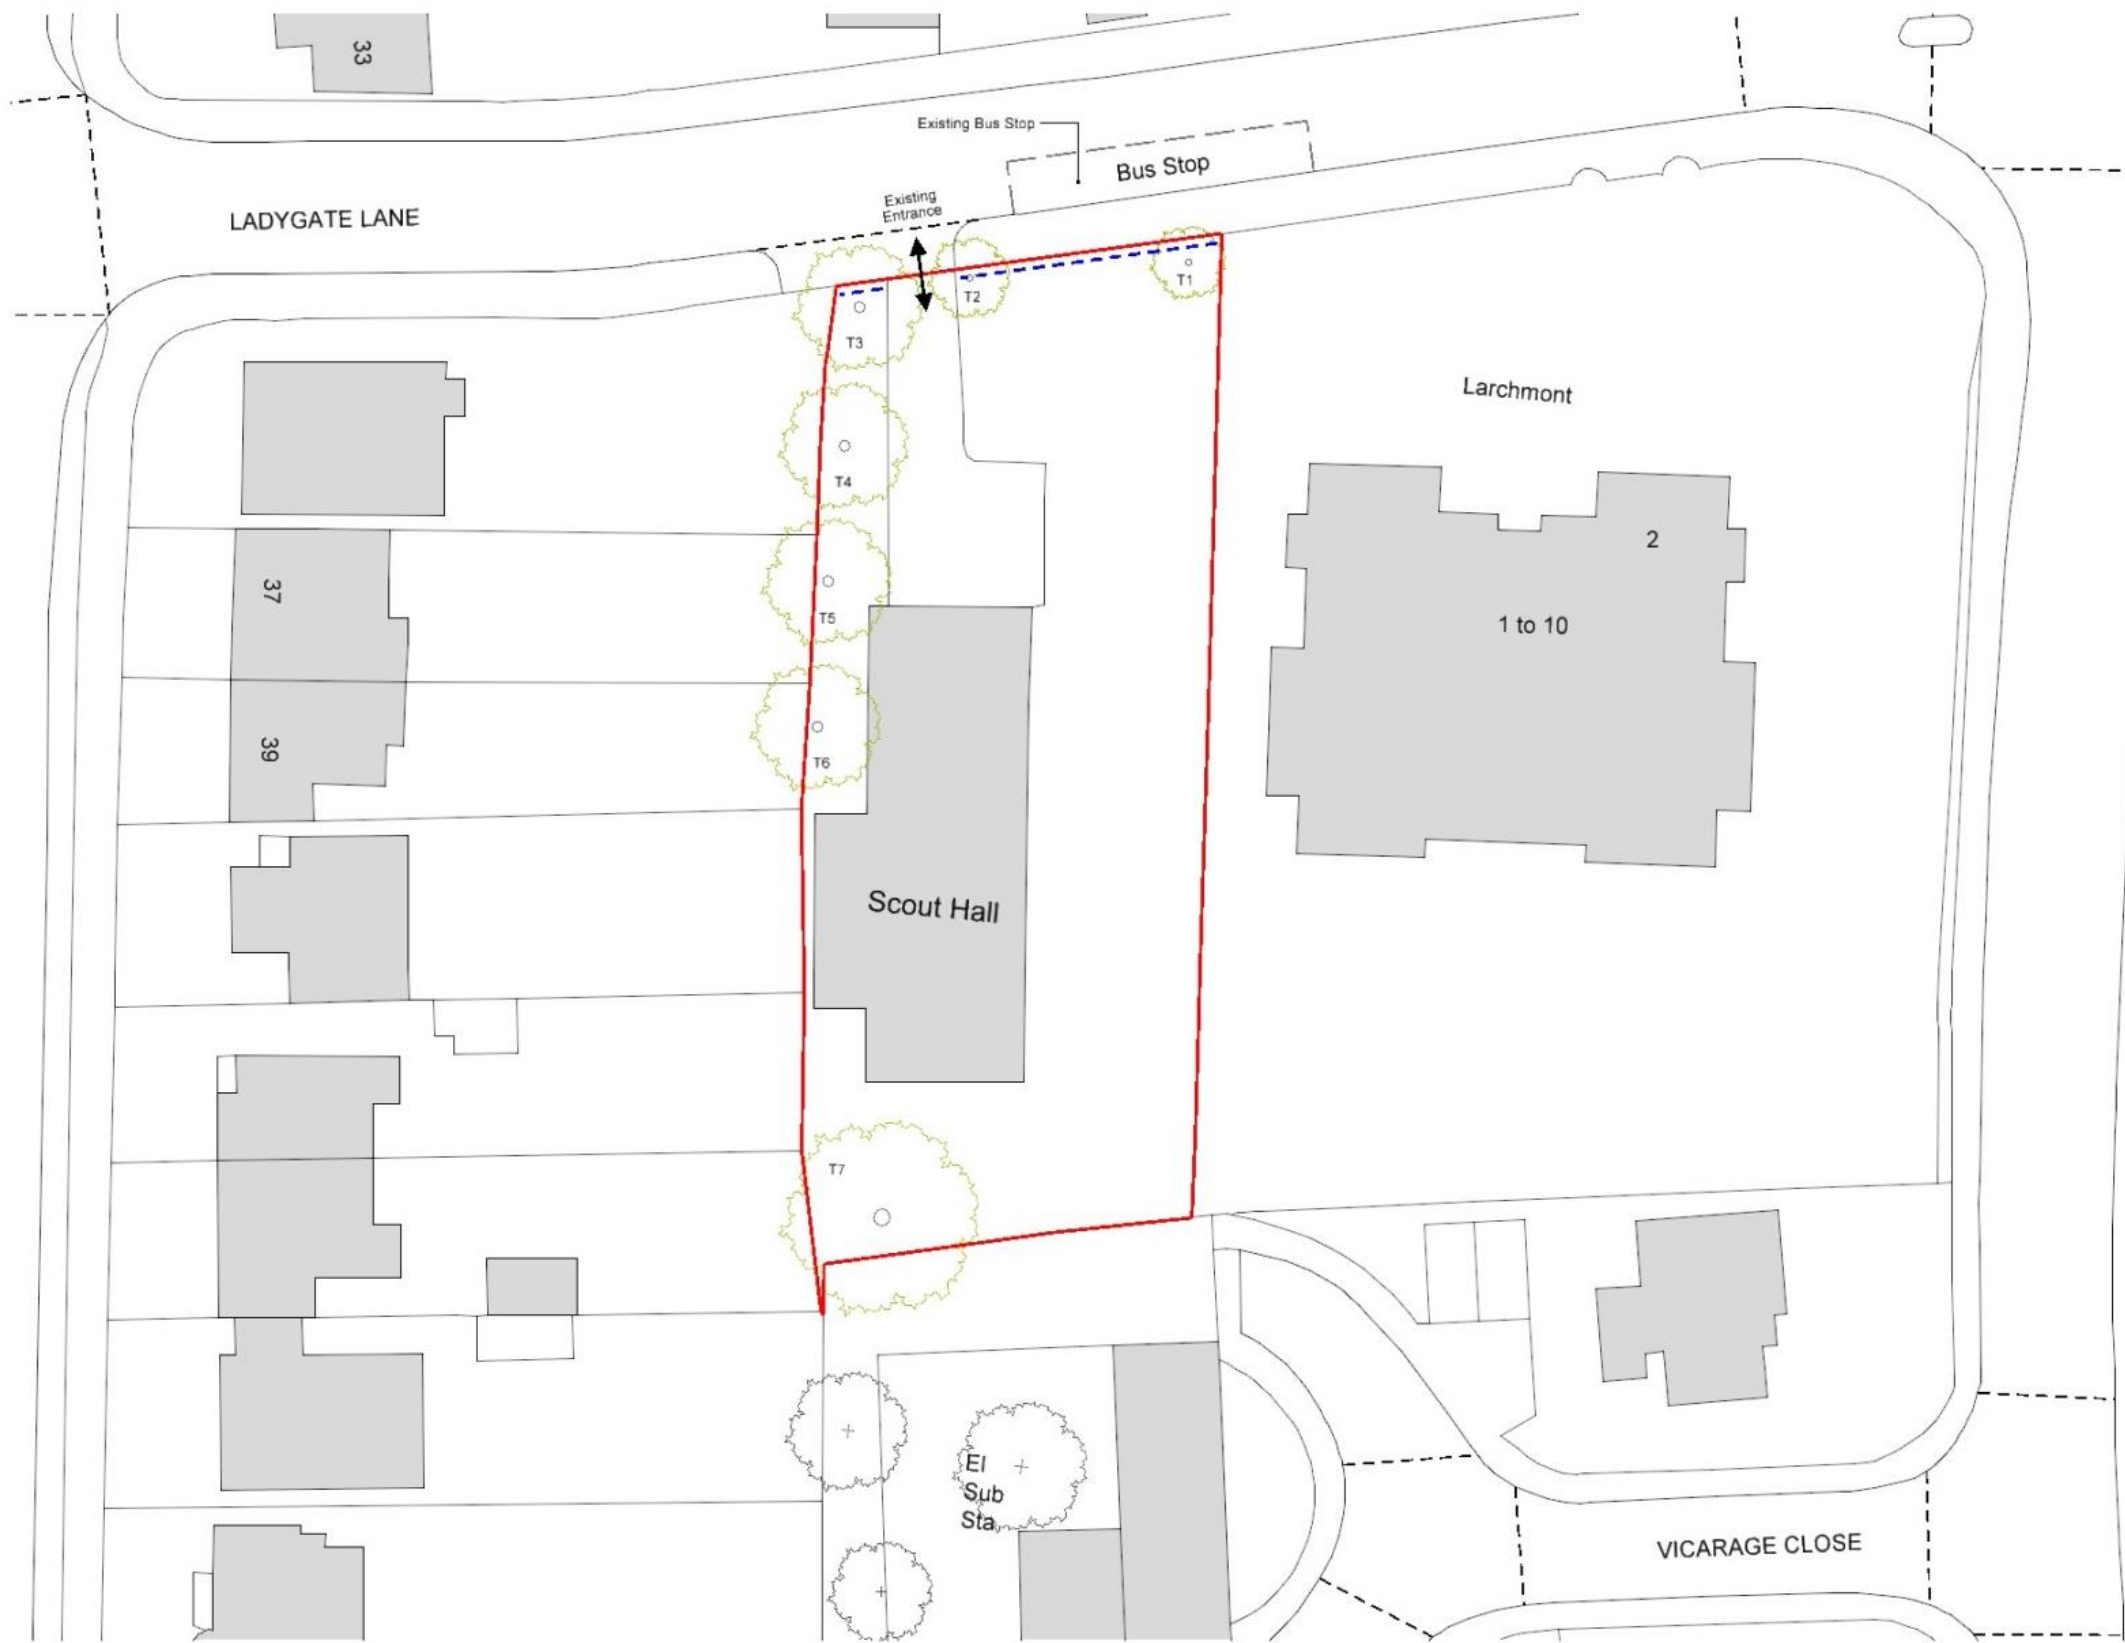 33
Existing Bus Stop
Bus Stop
Existing
Entrance
LADYGATE LANE
T1
T2
T3
Larchmont
T4
2
37
T5
1 to 10
39
T6
Scout Hall
T7
El
Sub
Sta
VICARAGE CLOSE